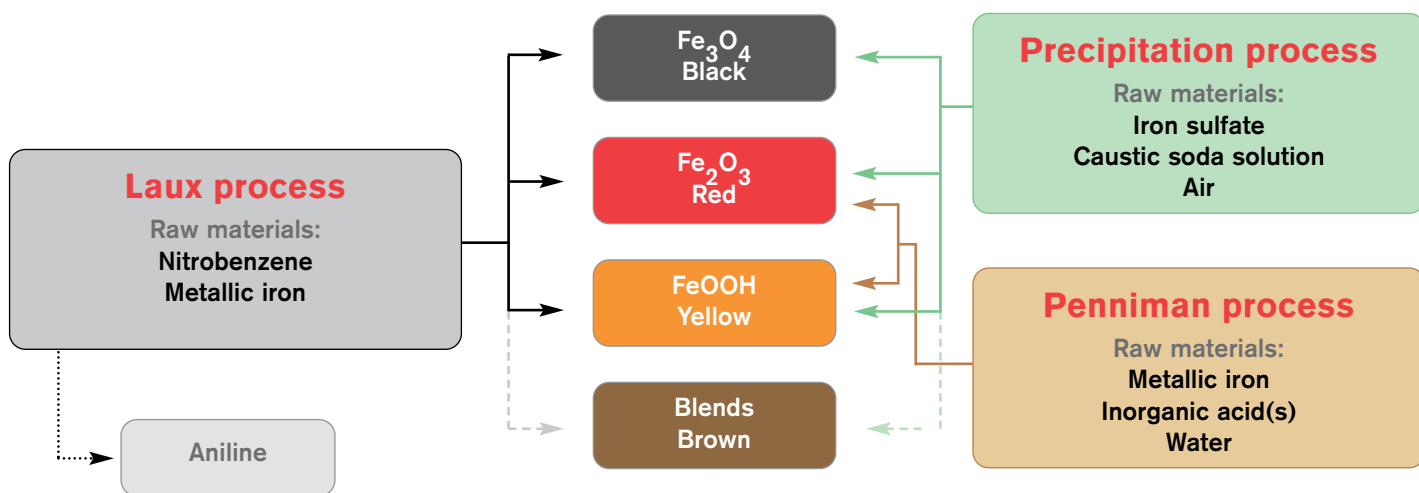 Laux process
Raw materials:
Nitrobenzene
Metallic iron
Aniline
Fe₃O₄
Black
Fe₂O₃
Red
FeOOH
Yellow
Blends
Brown
Precipitation process
Raw materials:
Iron sulfate
Caustic soda solution
Air
Penniman process
Raw materials:
Metallic iron
Inorganic acid(s)
Water